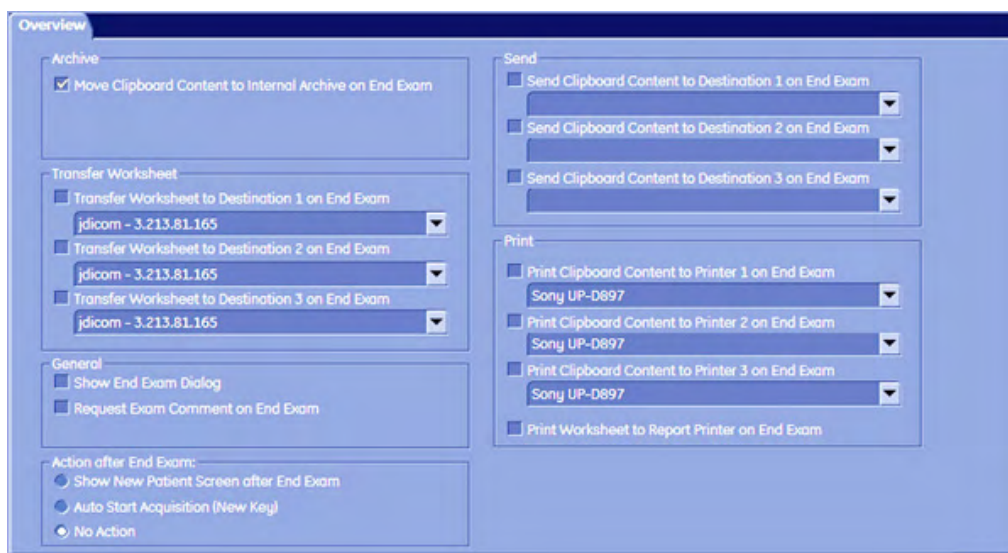 Overview
Archive
Move Clipboard Content to Internal Archive on End Exam
Transfer Worksheet
Transfer Worksheet to Destination 1 on End Exam
jdicom - 3.213.81.165
Transfer Worksheet to Destination 2 on End Exam
jdicom - 3.213.81.165
Transfer Worksheet to Destination 3 on End Exam
jdicom - 3.213.81.165
General
Show End Exam Dialog
Request Exam Comment on End Exam
Action after End Exam:
Show New Patient Screen after End Exam
Auto Start Acquisition (New Key)
No Action
Send
Send Clipboard Content to Destination 1 on End Exam
Send Clipboard Content to Destination 2 on End Exam
Send Clipboard Content to Destination 3 on End Exam
Print
Print Clipboard Content to Printer 1 on End Exam
Sony UP-D897
Print Clipboard Content to Printer 2 on End Exam
Sony UP-D897
Print Clipboard Content to Printer 3 on End Exam
Sony UP-D897
Print Worksheet to Report Printer on End Exam